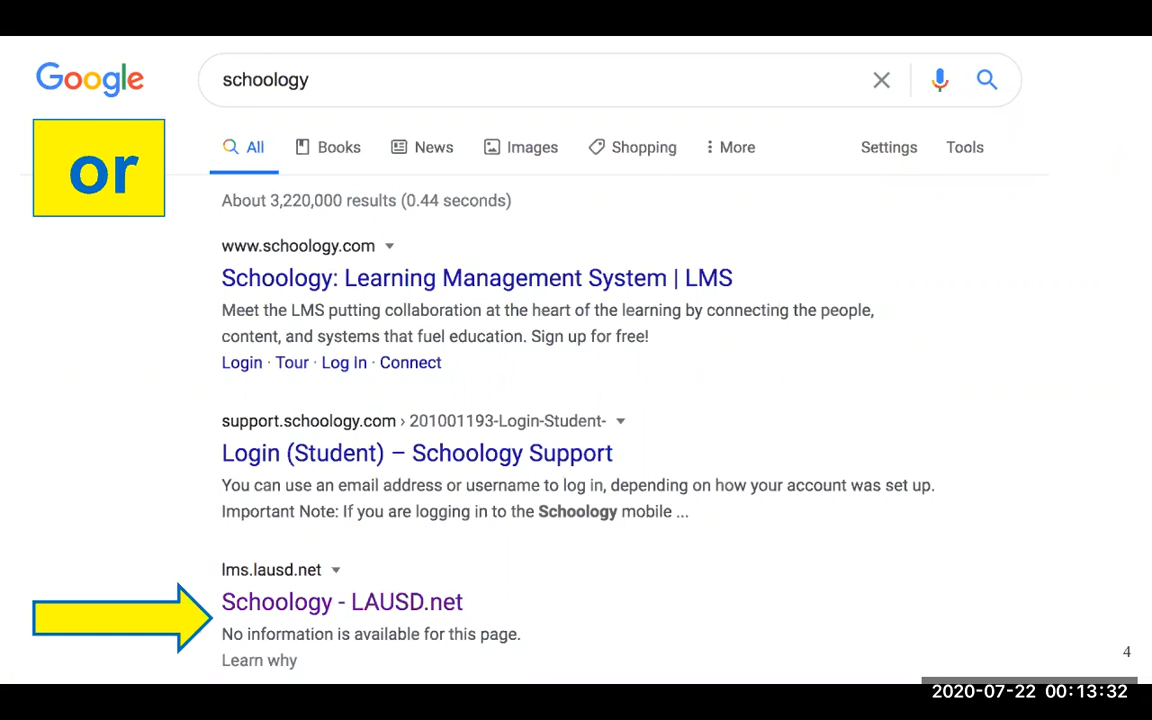 Google
schoology
or
All Books News Images Shopping More Settings Tools
About 3,220,000 results (0.44 seconds)
www.schoology.com
Schoology: Learning Management System | LMS
Meet the LMS putting collaboration at the heart of the learning by connecting the people,
content, and systems that fuel education. Sign up for free!
Login · Tour · Log In · Connect
support.schoology.com › 201001193-Login-Student-
Login (Student) – Schoology Support
You can use an email address or username to log in, depending on how your account was set up.
Important Note: If you are logging in to the Schoology mobile ...
lms.lausd.net
Schoology - LAUSD.net
No information is available for this page.
Learn why
4
2020-07-22 00:13:32